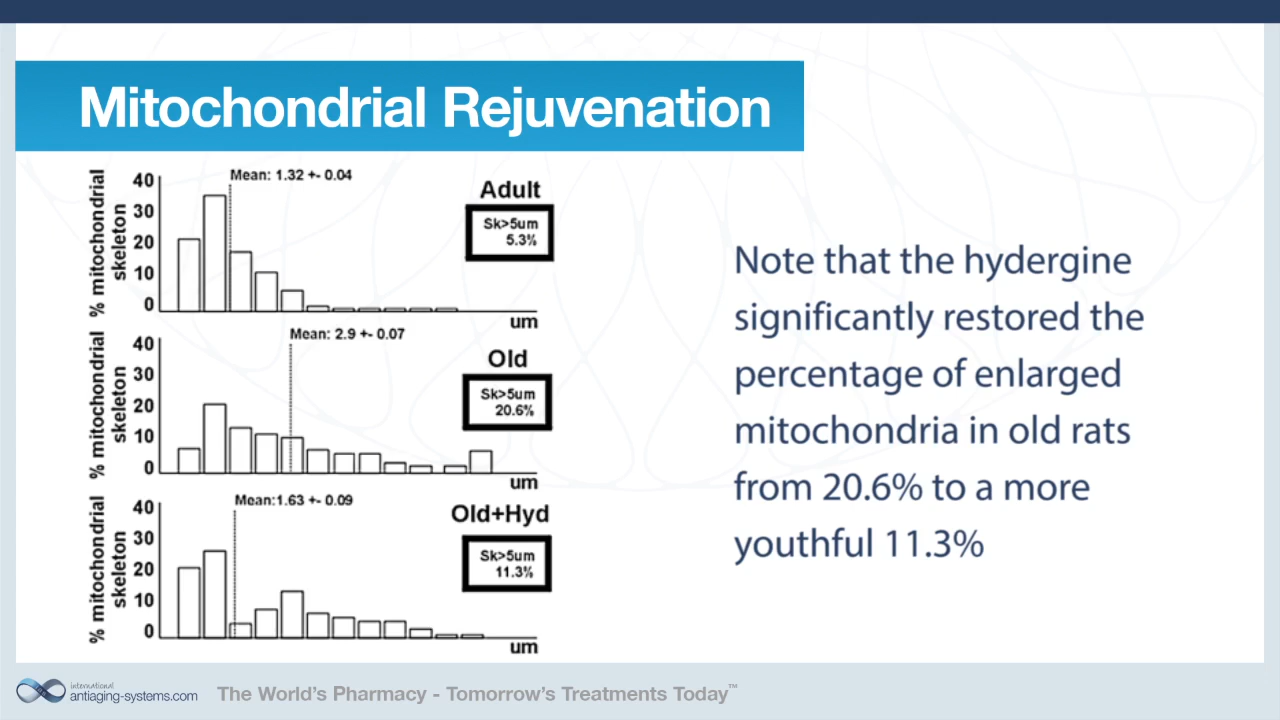 Mitochondrial Rejuvenation
% mitochondrial
skeleton
40
30
20
10
0
Mean: 1.32 +- 0.04
Adult
Sk>5um
5.3%
um
% mitochondrial
skeleton
40
30
20
10
0
Mean: 2.9 +- 0.07
Old
Sk>5um
20.6%
um
% mitochondrial
skeleton
40
30
20
10
0
Mean:1.63 +- 0.09
Old+Hyd
Sk>5um
11.3%
um
Note that the hydergine
significantly restored the
percentage of enlarged
mitochondria in old rats
from 20.6% to a more
youthful 11.3%
international
antiaging-systems.com
The World's Pharmacy - Tomorrow's Treatments Today™